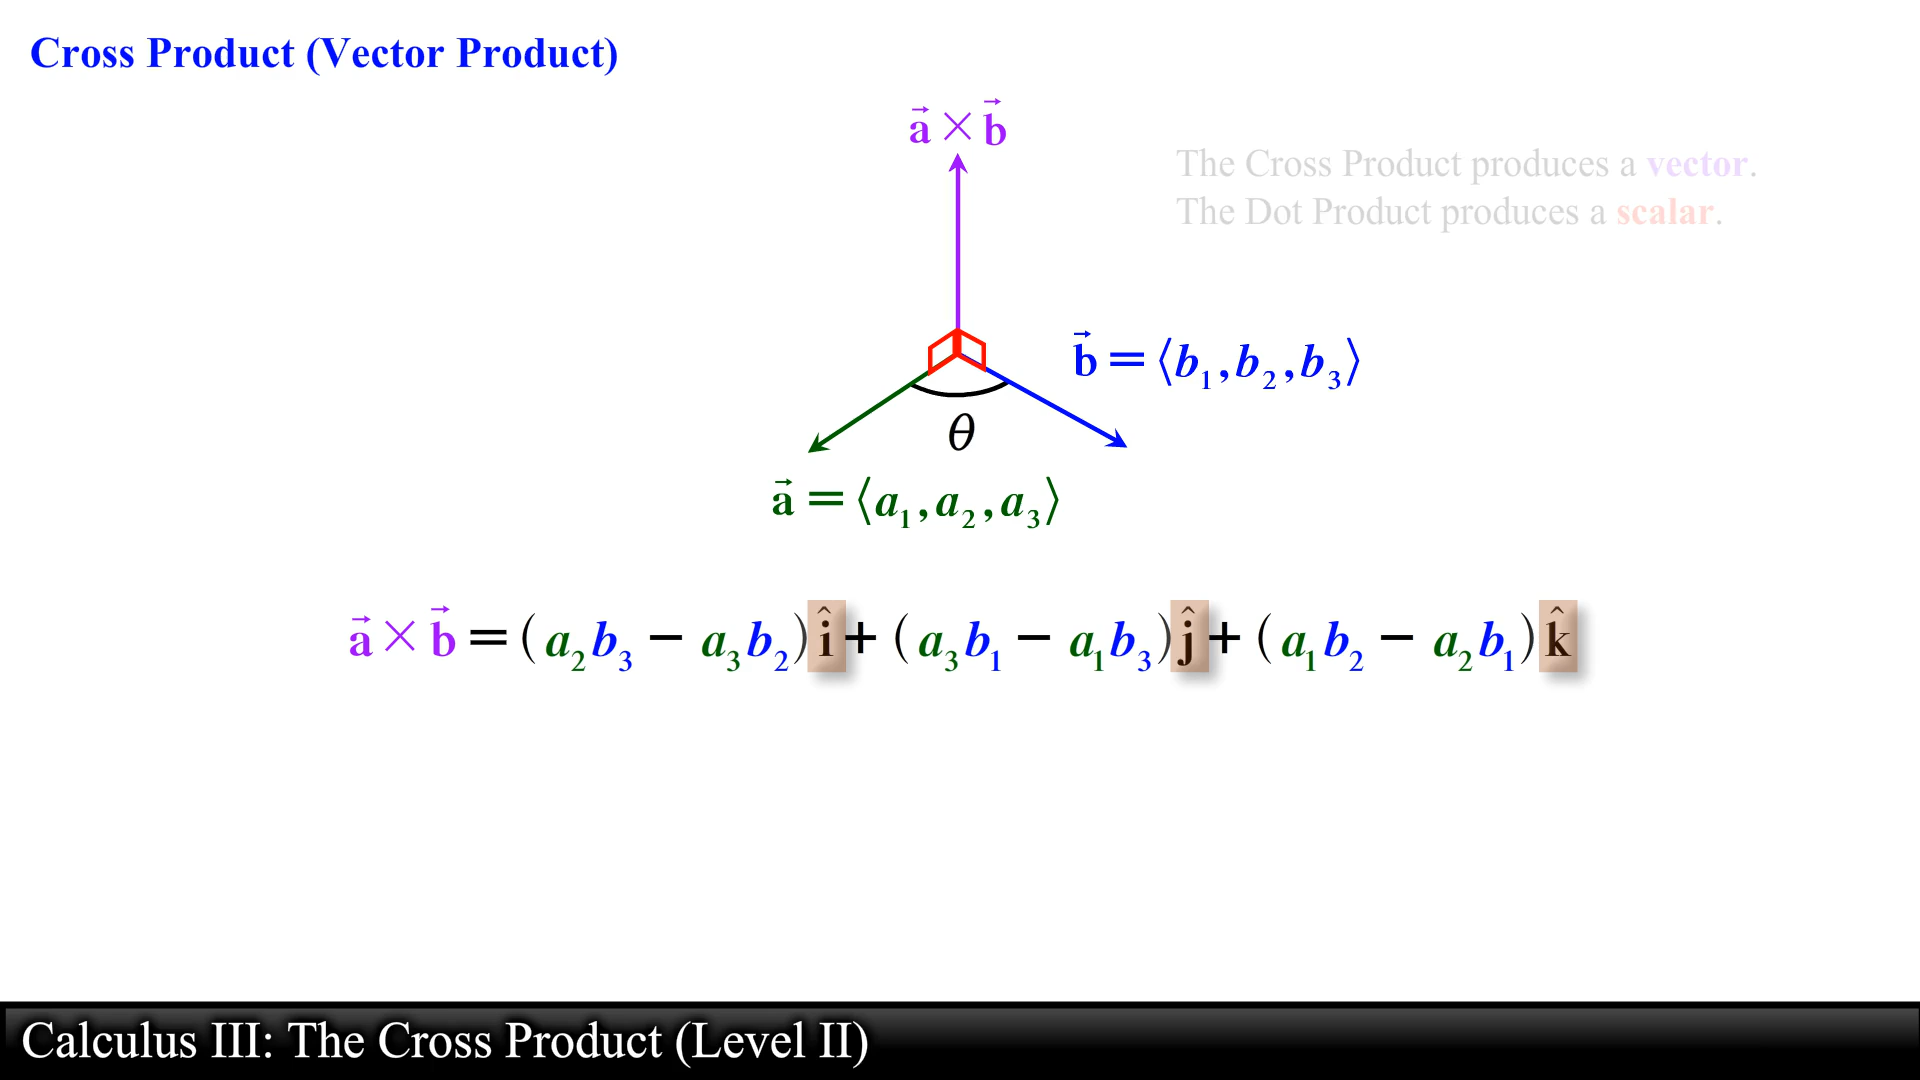 Cross Product (Vector Product)
a⃗ × b⃗
The Cross Product produces a vector.
The Dot Product produces a scalar.
b⃗ = ⟨b₁, b₂, b₃⟩
θ
a⃗ = ⟨a₁, a₂, a₃⟩
a⃗ × b⃗ = (a₂b₃ − a₃b₂) î + (a₃b₁ − a₁b₃) ĵ + (a₁b₂ − a₂b₁) k̂
Calculus III: The Cross Product (Level II)